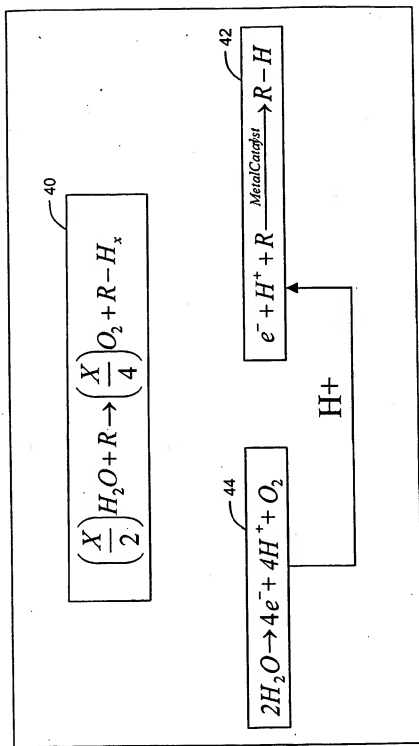 40
(X/2)H₂O+R→(X/4)O₂+R−Hₓ
44
2H₂O→4e⁻+4H⁺+O₂
42
e⁻+H⁺+R ―MetalCatalyst→ R−H
H+